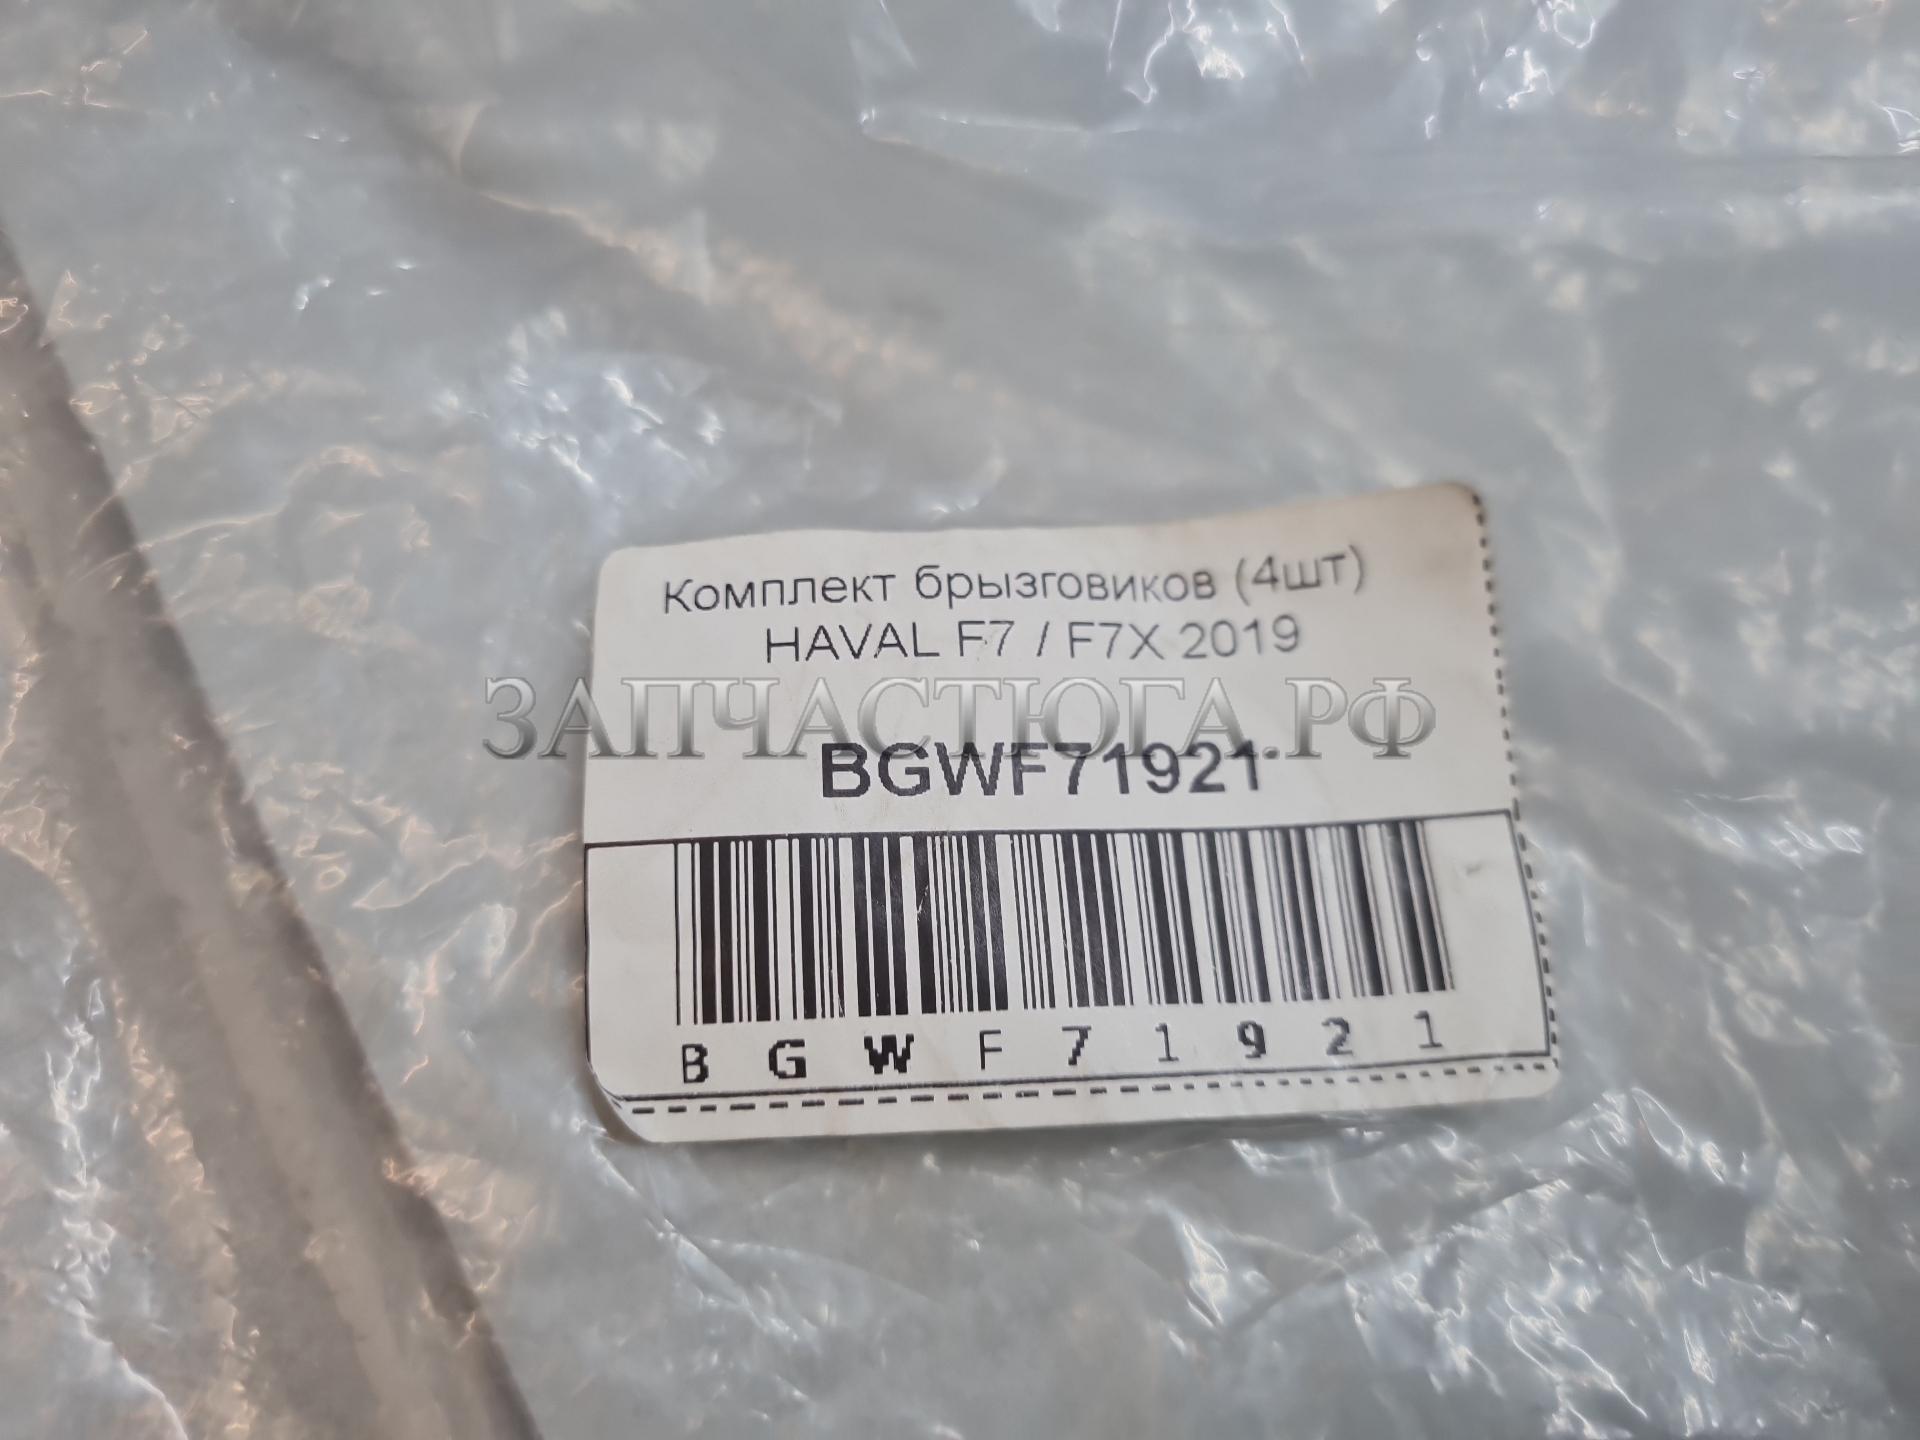 Комплект брызговиков (4шт)
HAVAL F7 / F7X 2019
ЗАПЧАСТЮГА.РФ
BGWF71921
B G W F 7 1 9 2 1